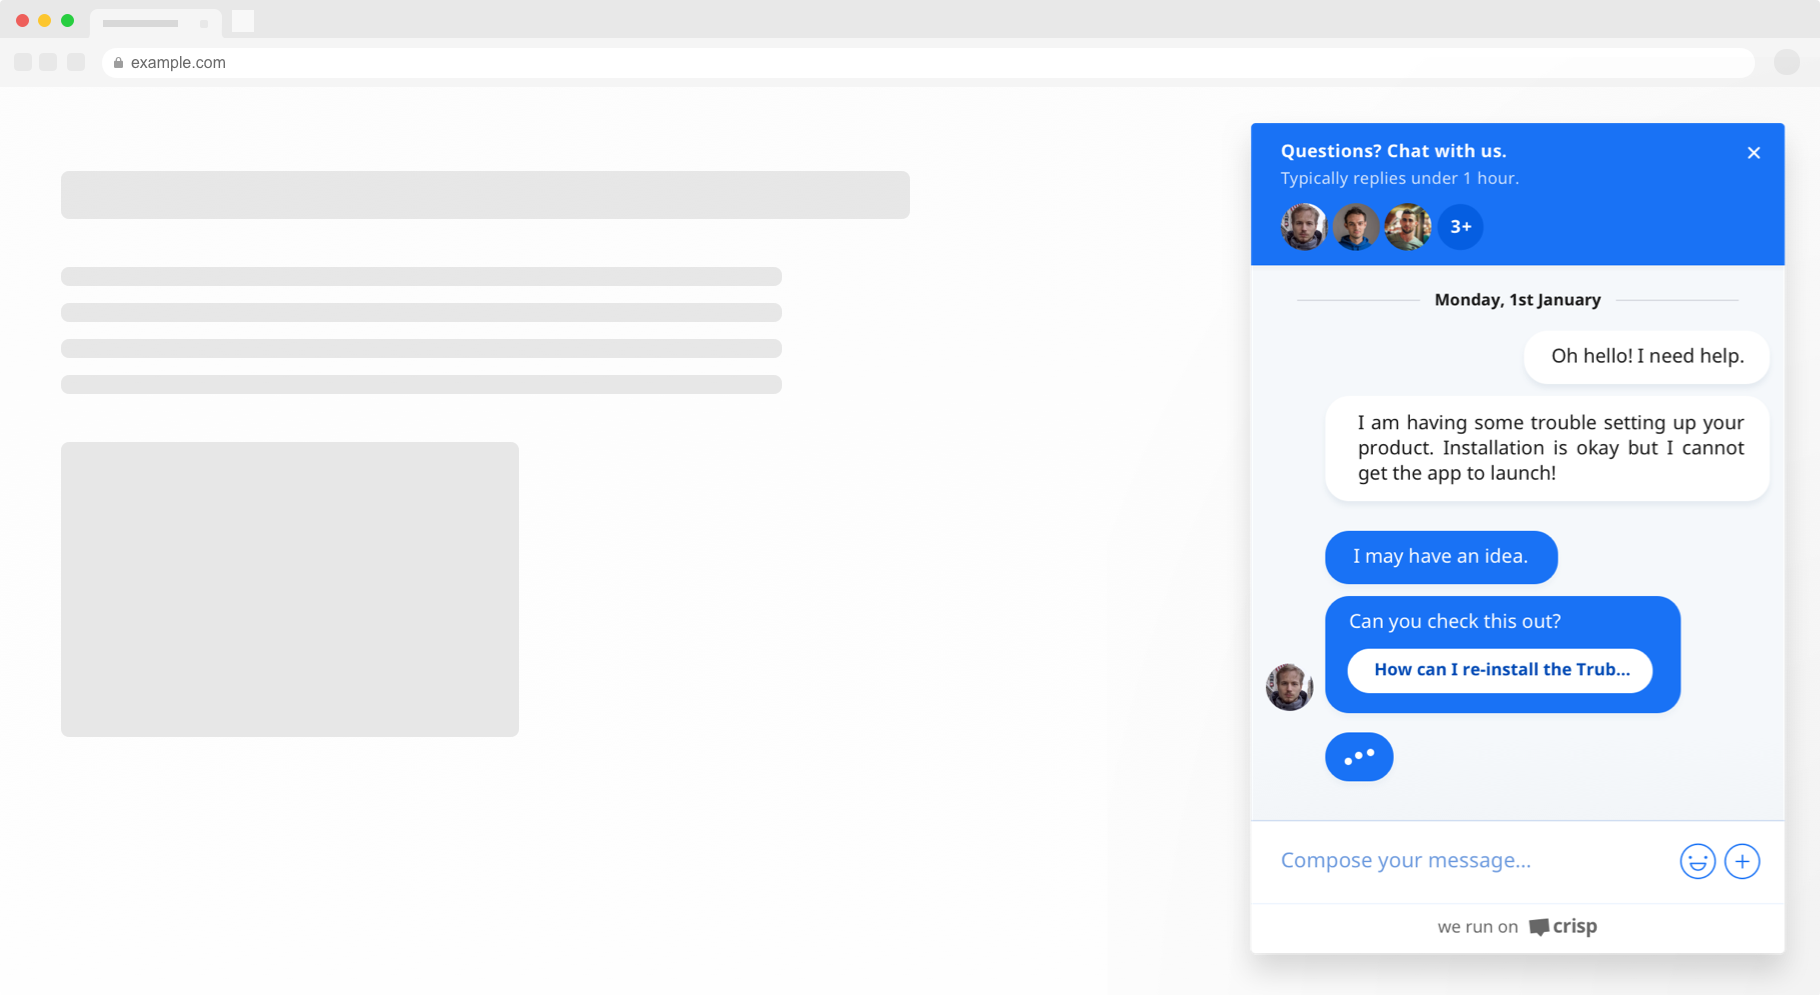 example.com
Questions? Chat with us.
Typically replies under 1 hour.
3+
Monday, 1st January
Oh hello! I need help.
I am having some trouble setting up your
product. Installation is okay but I cannot
get the app to launch!
I may have an idea.
Can you check this out?
How can I re-install the Trub...
Compose your message...
we run on crisp